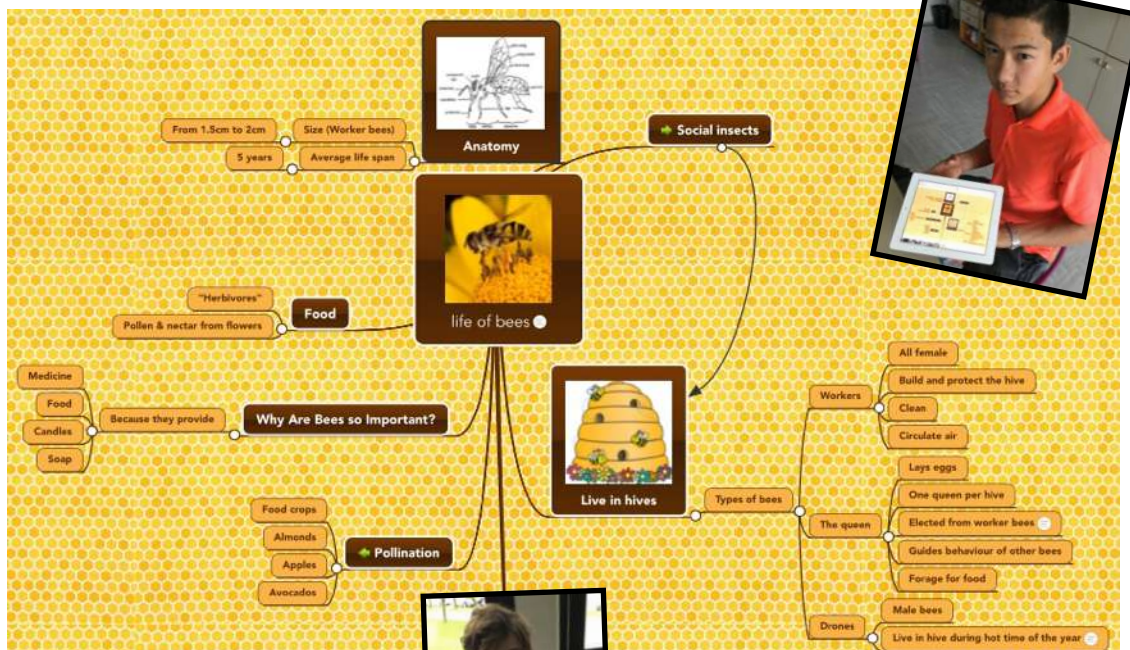 Anatomy
Size (Worker bees)
From 1.5cm to 2cm
Average life span
5 years
Social insects
life of bees
Food
"Herbivores"
Pollen & nectar from flowers
Why Are Bees so Important?
Because they provide
Medicine
Food
Candles
Soap
Pollination
Food crops
Almonds
Apples
Avocados
Live in hives
Types of bees
Workers
All female
Build and protect the hive
Clean
Circulate air
The queen
Lays eggs
One queen per hive
Elected from worker bees
Guides behaviour of other bees
Forage for food
Drones
Male bees
Live in hive during hot time of the year